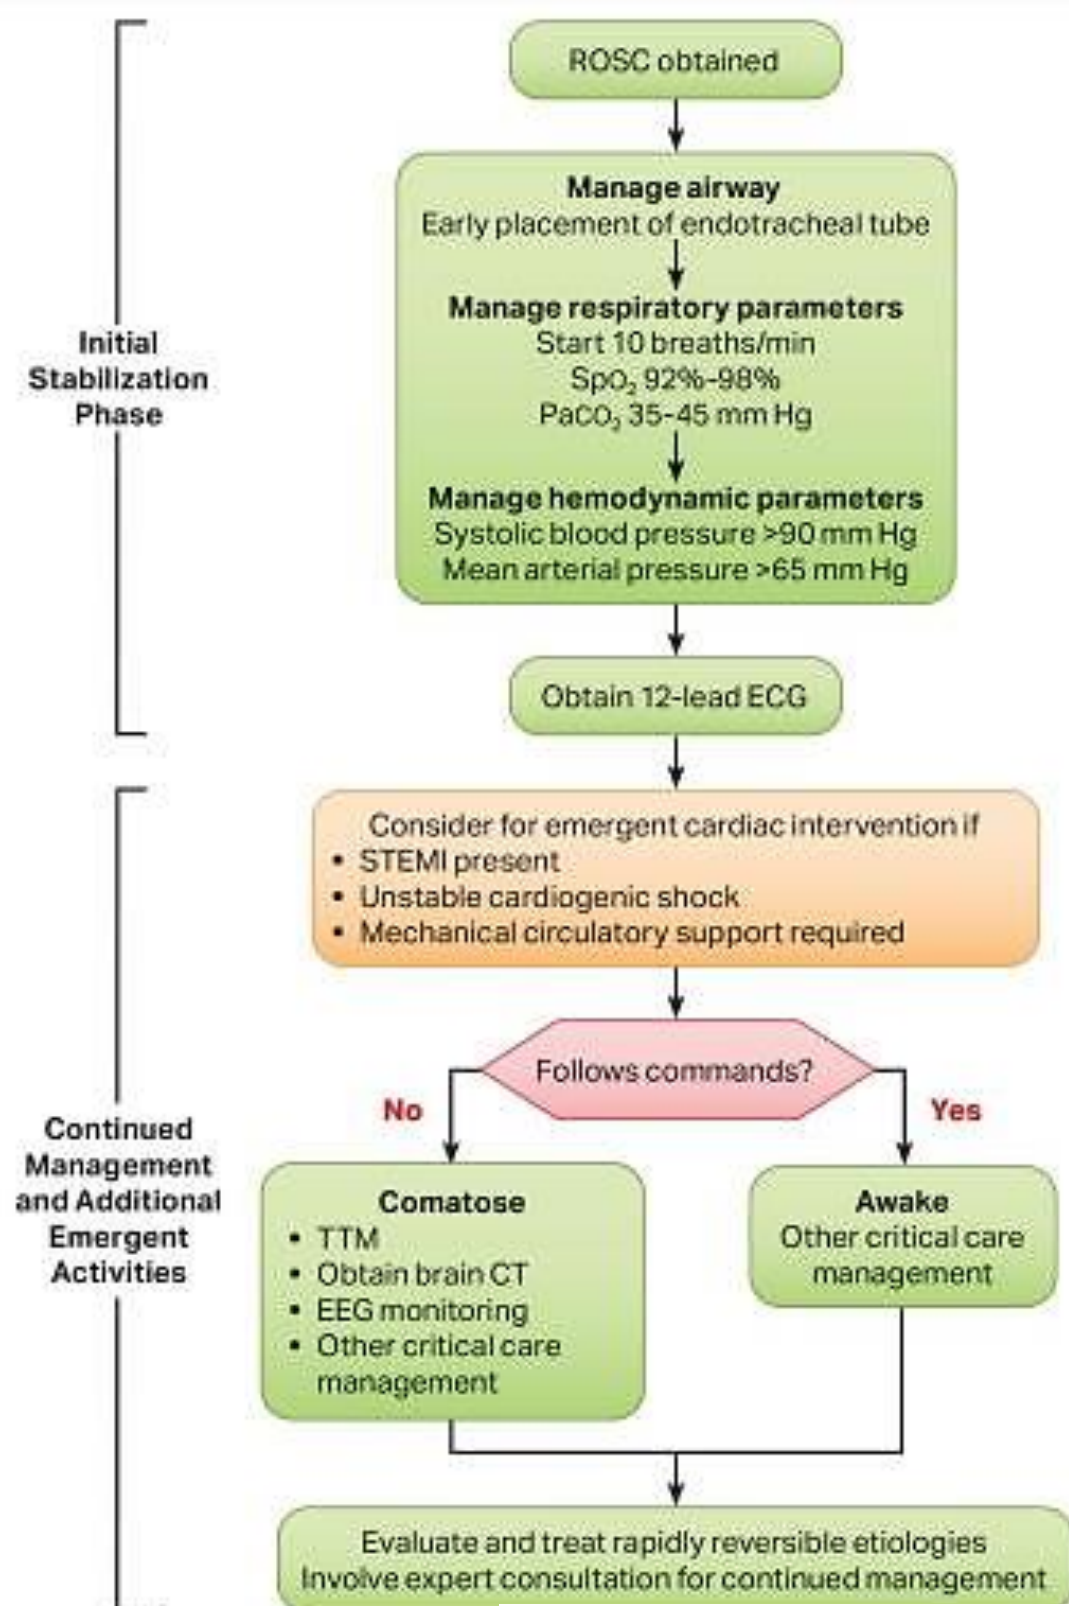 ROSC obtained
Manage airway
Early placement of endotracheal tube
Manage respiratory parameters
Start 10 breaths/min
SpO₂ 92%-98%
PaCO₂ 35-45 mm Hg
Manage hemodynamic parameters
Systolic blood pressure >90 mm Hg
Mean arterial pressure >65 mm Hg
Obtain 12-lead ECG
Initial
Stabilization
Phase
Consider for emergent cardiac intervention if
• STEMI present
• Unstable cardiogenic shock
• Mechanical circulatory support required
Follows commands?
No
Yes
Comatose
• TTM
• Obtain brain CT
• EEG monitoring
• Other critical care
management
Awake
Other critical care
management
Continued
Management
and Additional
Emergent
Activities
Evaluate and treat rapidly reversible etiologies
Involve expert consultation for continued management